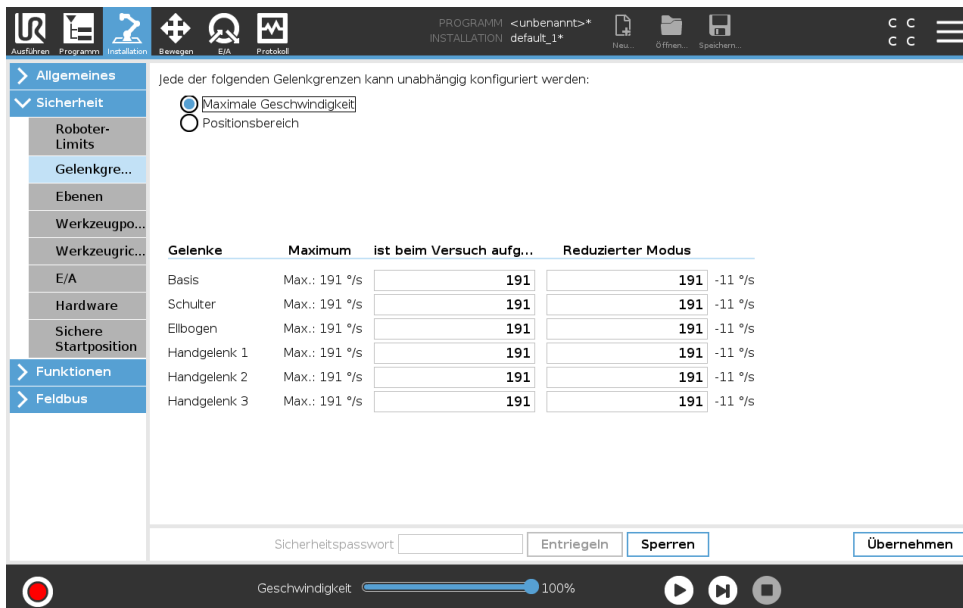 UR
PROGRAMM <unbenannt>*
INSTALLATION default_1*
Ausführen Programm Installation Bewegen E/A Protokoll Neu... Öffnen... Speichern...
C C
C C
Allgemeines
Sicherheit
Roboter-
Limits
Gelenkgre...
Ebenen
Werkzeugpo...
Werkzeugric...
E/A
Hardware
Sichere
Startposition
Funktionen
Feldbus
Jede der folgenden Gelenkgrenzen kann unabhängig konfiguriert werden:
Maximale Geschwindigkeit
Positionsbereich
Gelenke Maximum ist beim Versuch aufg... Reduzierter Modus
Basis Max.: 191 °/s 191 191 -11 °/s
Schulter Max.: 191 °/s 191 191 -11 °/s
Ellbogen Max.: 191 °/s 191 191 -11 °/s
Handgelenk 1 Max.: 191 °/s 191 191 -11 °/s
Handgelenk 2 Max.: 191 °/s 191 191 -11 °/s
Handgelenk 3 Max.: 191 °/s 191 191 -11 °/s
Sicherheitspasswort Entriegeln Sperren Übernehmen
Geschwindigkeit 100%